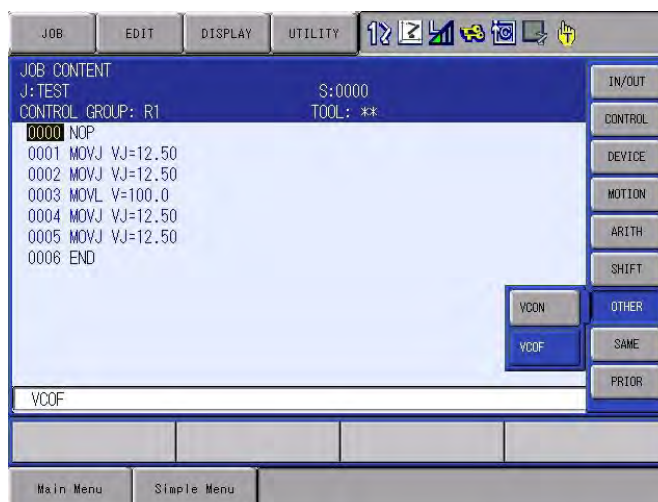 JOB EDIT DISPLAY UTILITY
JOB CONTENT
J:TEST S:0000
CONTROL GROUP: R1 TOOL: **
0000 NOP
0001 MOVJ VJ=12.50
0002 MOVJ VJ=12.50
0003 MOVL V=100.0
0004 MOVJ VJ=12.50
0005 MOVJ VJ=12.50
0006 END
IN/OUT
CONTROL
DEVICE
MOTION
ARITH
SHIFT
VCON OTHER
VCOF SAME
PRIOR
VCOF
Main Menu Simple Menu